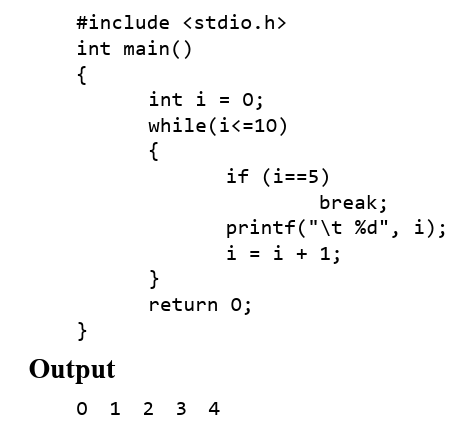 #include <stdio.h>
int main()
{
int i = 0;
while(i<=10)
{
if (i==5)
break;
printf("\t %d", i);
i = i + 1;
}
return 0;
}
Output
0 1 2 3 4